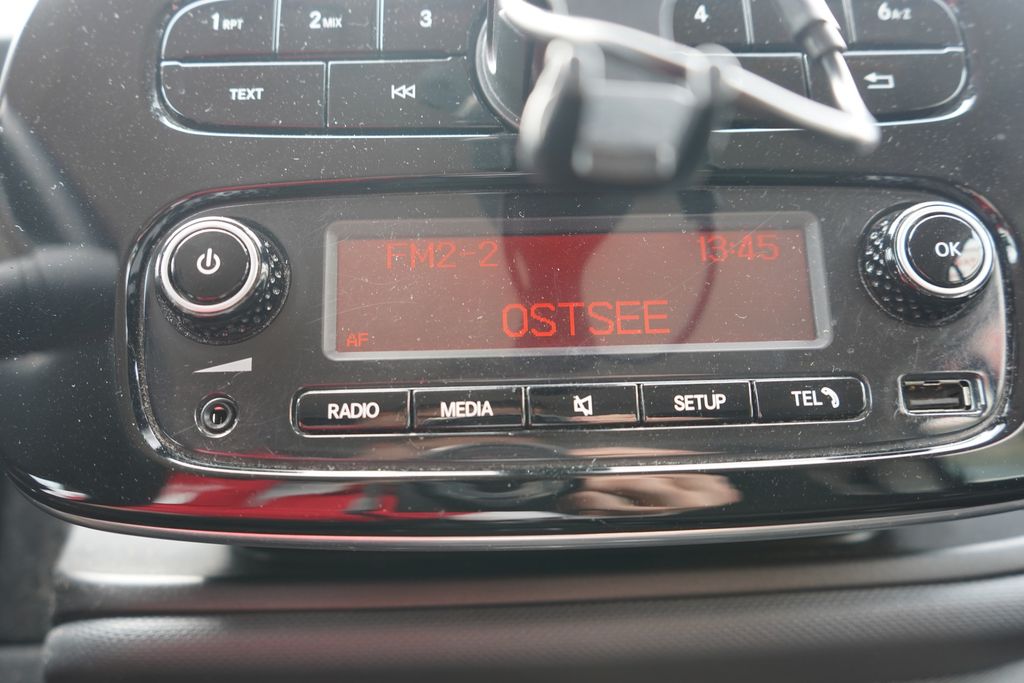 1 RPT 2 MIX 3 4 6 A-Z
TEXT
FM2-2 13:45
OK
OSTSEE
AF
RADIO MEDIA SETUP TEL